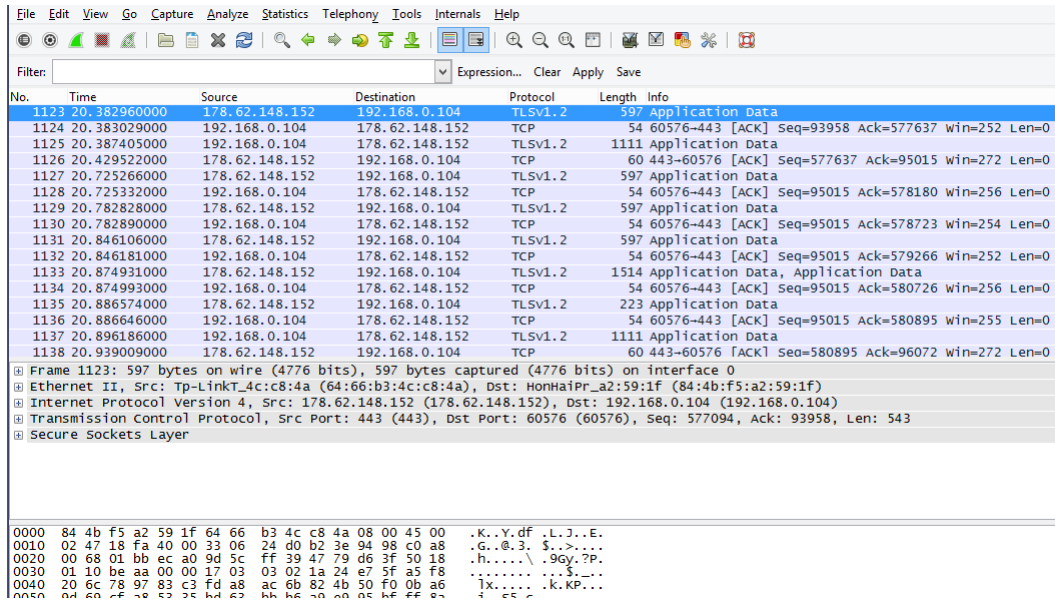 File Edit View Go Capture Analyze Statistics Telephony Tools Internals Help
Filter: Expression... Clear Apply Save
No. Time Source Destination Protocol Length Info
1123 20.382960000 178.62.148.152 192.168.0.104 TLSv1.2 597 Application Data
1124 20.383029000 192.168.0.104 178.62.148.152 TCP 54 60576→443 [ACK] Seq=93958 Ack=577637 Win=252 Len=0
1125 20.387405000 192.168.0.104 178.62.148.152 TLSv1.2 1111 Application Data
1126 20.429522000 178.62.148.152 192.168.0.104 TCP 60 443→60576 [ACK] Seq=577637 Ack=95015 Win=272 Len=0
1127 20.725266000 178.62.148.152 192.168.0.104 TLSv1.2 597 Application Data
1128 20.725332000 192.168.0.104 178.62.148.152 TCP 54 60576→443 [ACK] Seq=95015 Ack=578180 Win=256 Len=0
1129 20.782828000 178.62.148.152 192.168.0.104 TLSv1.2 597 Application Data
1130 20.782890000 192.168.0.104 178.62.148.152 TCP 54 60576→443 [ACK] Seq=95015 Ack=578723 Win=254 Len=0
1131 20.846106000 178.62.148.152 192.168.0.104 TLSv1.2 597 Application Data
1132 20.846181000 192.168.0.104 178.62.148.152 TCP 54 60576→443 [ACK] Seq=95015 Ack=579266 Win=252 Len=0
1133 20.874931000 178.62.148.152 192.168.0.104 TLSv1.2 1514 Application Data, Application Data
1134 20.874993000 192.168.0.104 178.62.148.152 TCP 54 60576→443 [ACK] Seq=95015 Ack=580726 Win=256 Len=0
1135 20.886574000 178.62.148.152 192.168.0.104 TLSv1.2 223 Application Data
1136 20.886646000 192.168.0.104 178.62.148.152 TCP 54 60576→443 [ACK] Seq=95015 Ack=580895 Win=255 Len=0
1137 20.896186000 192.168.0.104 178.62.148.152 TLSv1.2 1111 Application Data
1138 20.939009000 178.62.148.152 192.168.0.104 TCP 60 443→60576 [ACK] Seq=580895 Ack=96072 Win=272 Len=0
Frame 1123: 597 bytes on wire (4776 bits), 597 bytes captured (4776 bits) on interface 0
Ethernet II, Src: Tp-LinkT_4c:c8:4a (64:66:b3:4c:c8:4a), Dst: HonHaiPr_a2:59:1f (84:4b:f5:a2:59:1f)
Internet Protocol Version 4, Src: 178.62.148.152 (178.62.148.152), Dst: 192.168.0.104 (192.168.0.104)
Transmission Control Protocol, Src Port: 443 (443), Dst Port: 60576 (60576), Seq: 577094, Ack: 93958, Len: 543
Secure Sockets Layer
0000 84 4b f5 a2 59 1f 64 66 b3 4c c8 4a 08 00 45 00 .K..Y.df .L.J..E.
0010 02 47 18 fa 40 00 33 06 24 d0 b2 3e 94 98 c0 a8 .G..@.3. $..>....
0020 00 68 01 bb ec a0 9d 5c ff 39 47 79 d6 3f 50 18 .h.....\ .9Gy.?P.
0030 01 10 be aa 00 00 17 03 03 02 1a 24 e7 5f a5 f8 ........ ...$._..
0040 20 6c 78 97 83 c3 fd a8 ac 6b 82 4b 50 f0 0b a6 lx..... .k.KP...